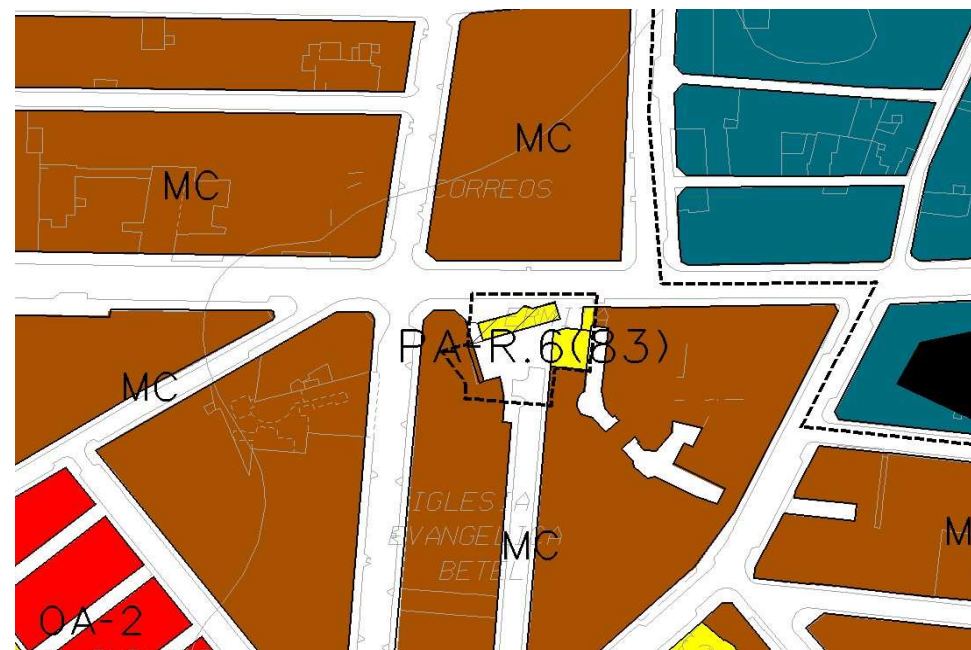 MC
MC
CORREOS
PA-R.6(83)
MC
IGLESIA
EVANGELICA
BETEL
MC
M
OA-2